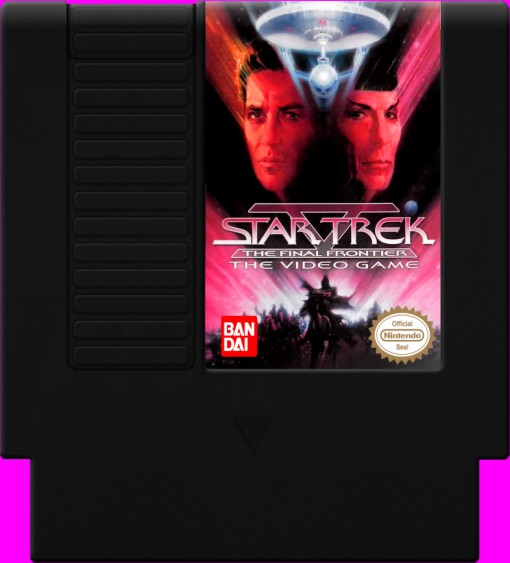 STAR TREK
V
THE FINAL FRONTIER
THE VIDEO GAME
BAN
DAI
Official
Nintendo
Seal